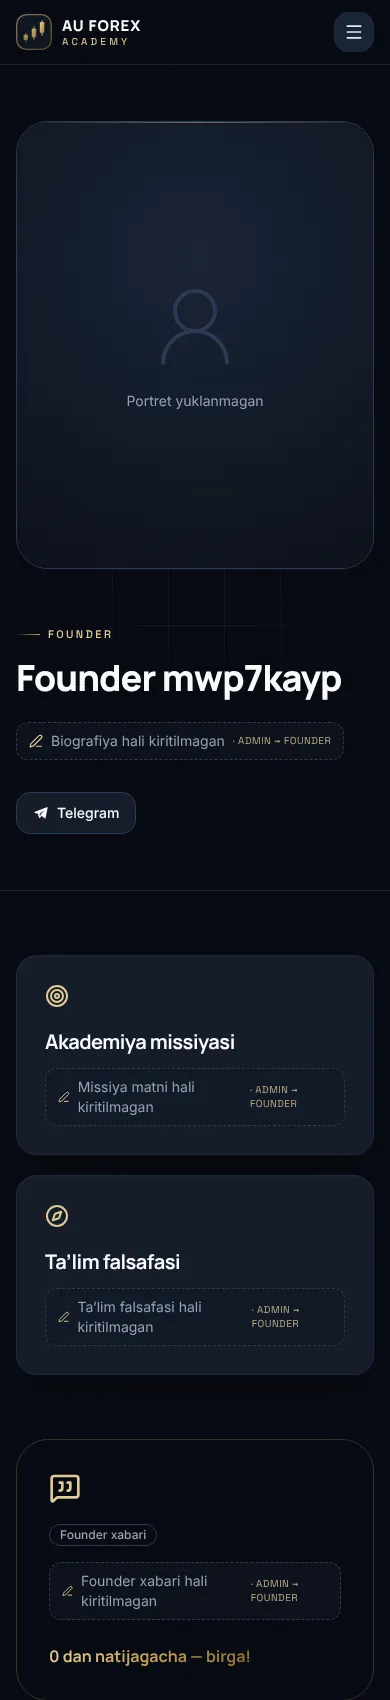 AU FOREX
ACADEMY
Portret yuklanmagan
FOUNDER
Founder mwp7kayp
Biografiya hali kiritilmagan · ADMIN → FOUNDER
Telegram
Akademiya missiyasi
Missiya matni hali
kiritilmagan
· ADMIN →
FOUNDER
Ta’lim falsafasi
Ta’lim falsafasi hali
kiritilmagan
· ADMIN →
FOUNDER
Founder xabari
Founder xabari hali
kiritilmagan
· ADMIN →
FOUNDER
0 dan natijagacha — birga!